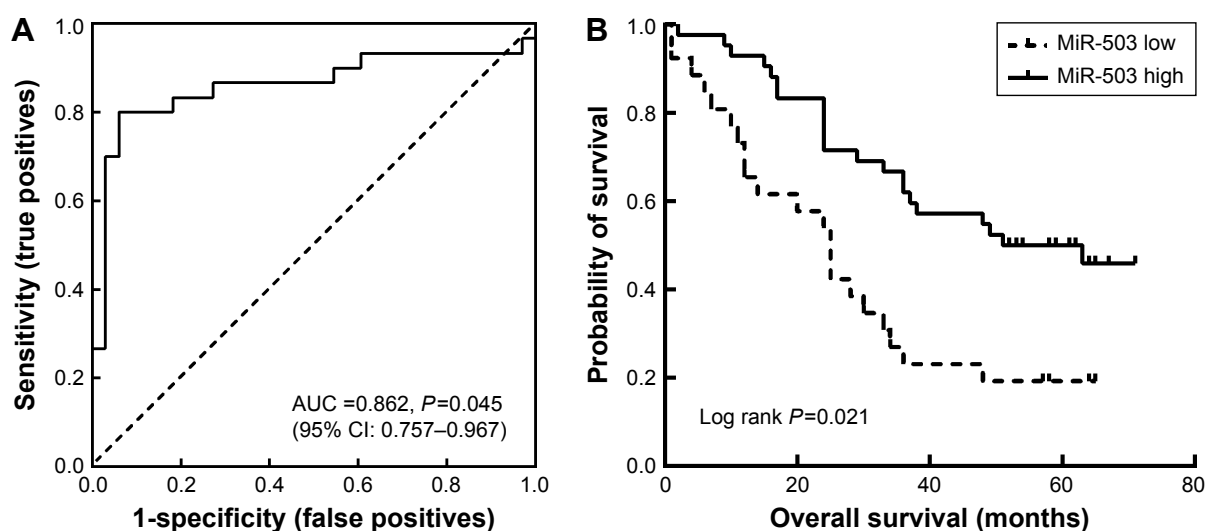 A
1.0
0.8
0.6
0.4
0.2
0.0
Sensitivity (true positives)
AUC =0.862, P=0.045
(95% CI: 0.757–0.967)
0.0 0.2 0.4 0.6 0.8 1.0
1-specificity (false positives)
B
1.0
0.8
0.6
0.4
0.2
0.0
Probability of survival
MiR-503 low
MiR-503 high
Log rank P=0.021
0 20 40 60 80
Overall survival (months)